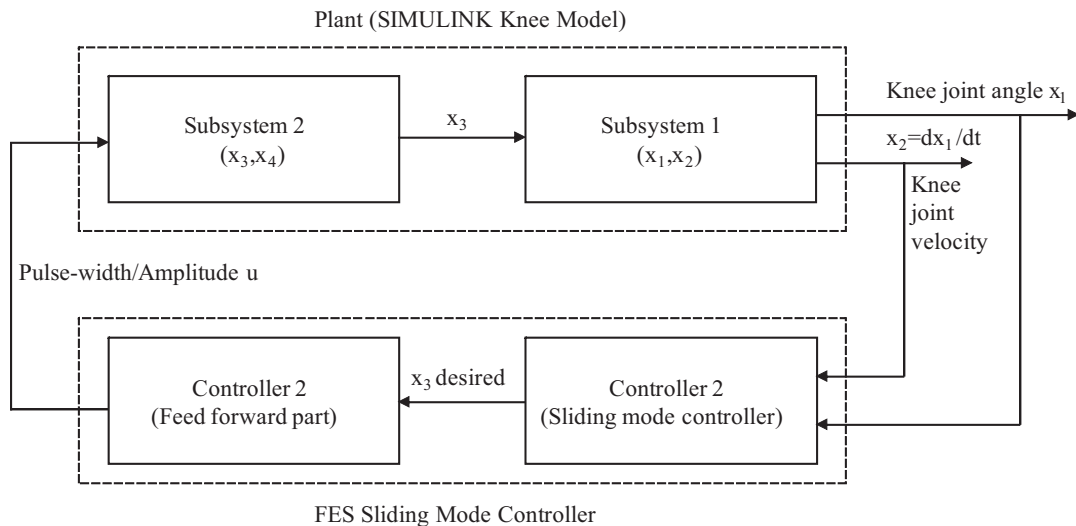 Plant (SIMULINK Knee Model)
Subsystem 2
(x₃,x₄)
x₃
Subsystem 1
(x₁,x₂)
Knee joint angle x₁
x₂=dx₁/dt
Knee
joint
velocity
Pulse-width/Amplitude u
Controller 2
(Feed forward part)
x₃ desired
Controller 2
(Sliding mode controller)
FES Sliding Mode Controller